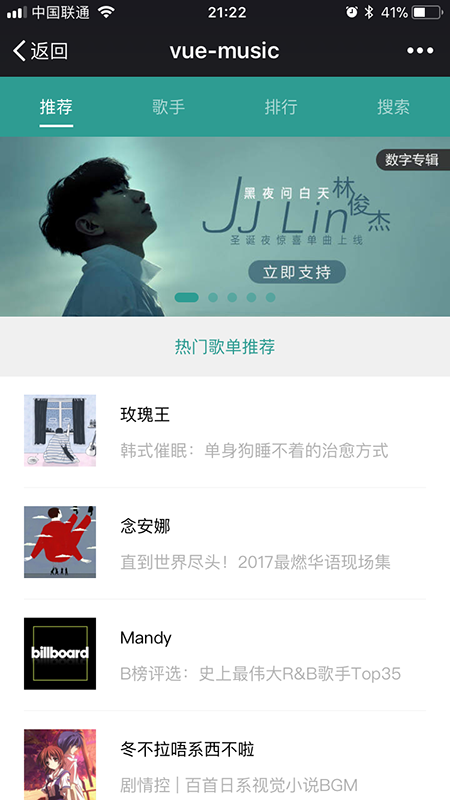 中国联通 21:22 41%
返回 vue-music
推荐 歌手 排行 搜索
数字专辑
黑夜问白天
JJ Lin 林俊杰
圣诞夜惊喜单曲上线
立即支持
热门歌单推荐
玫瑰王
韩式催眠：单身狗睡不着的治愈方式
念安娜
直到世界尽头！2017最燃华语现场集
billboard
Mandy
B榜评选：史上最伟大R&B歌手Top35
冬不拉唔系西不啦
剧情控 | 百首日系视觉小说BGM